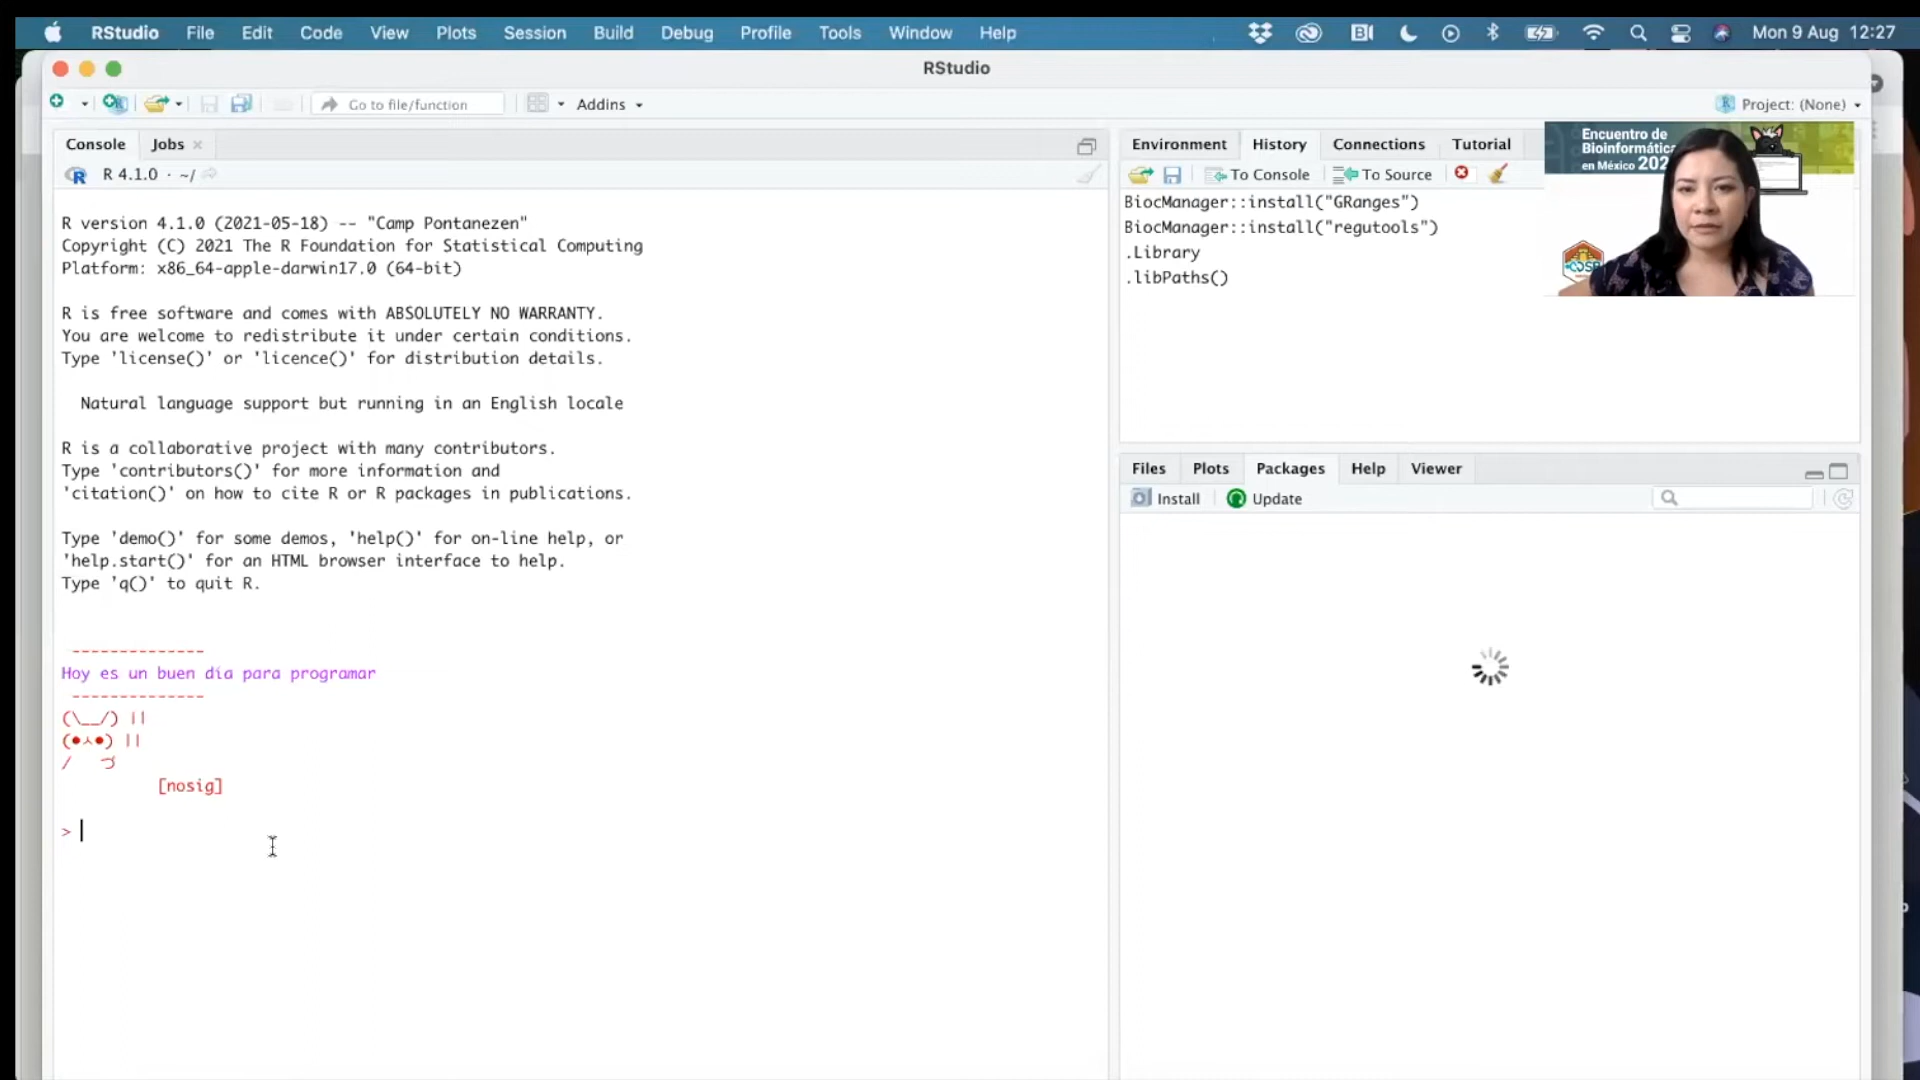 RStudio File Edit Code View Plots Session Build Debug Profile Tools Window Help Mon 9 Aug 12:27
RStudio
Go to file/function Addins Project: (None)
Console Jobs
R 4.1.0 · ~/
R version 4.1.0 (2021-05-18) -- "Camp Pontanezen"
Copyright (C) 2021 The R Foundation for Statistical Computing
Platform: x86_64-apple-darwin17.0 (64-bit)
R is free software and comes with ABSOLUTELY NO WARRANTY.
You are welcome to redistribute it under certain conditions.
Type 'license()' or 'licence()' for distribution details.
Natural language support but running in an English locale
R is a collaborative project with many contributors.
Type 'contributors()' for more information and
'citation()' on how to cite R or R packages in publications.
Type 'demo()' for some demos, 'help()' for on-line help, or
'help.start()' for an HTML browser interface to help.
Type 'q()' to quit R.
--------------
Hoy es un buen día para programar
--------------
(\__/) ||
(●ㅅ●) ||
/   づ
[nosig]
>
Environment History Connections Tutorial
To Console To Source
BiocManager::install("GRanges")
BiocManager::install("regutools")
.Library
.libPaths()
Encuentro de
Bioinformátic
en México 202
Files Plots Packages Help Viewer
Install Update